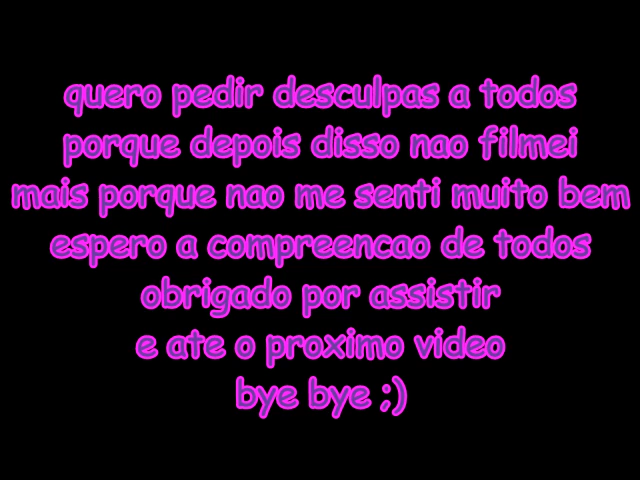 quero pedir desculpas a todos
porque depois disso nao filmei
mais porque nao me senti muito bem
espero a compreencao de todos
obrigado por assistir
e ate o proximo video
bye bye ;)